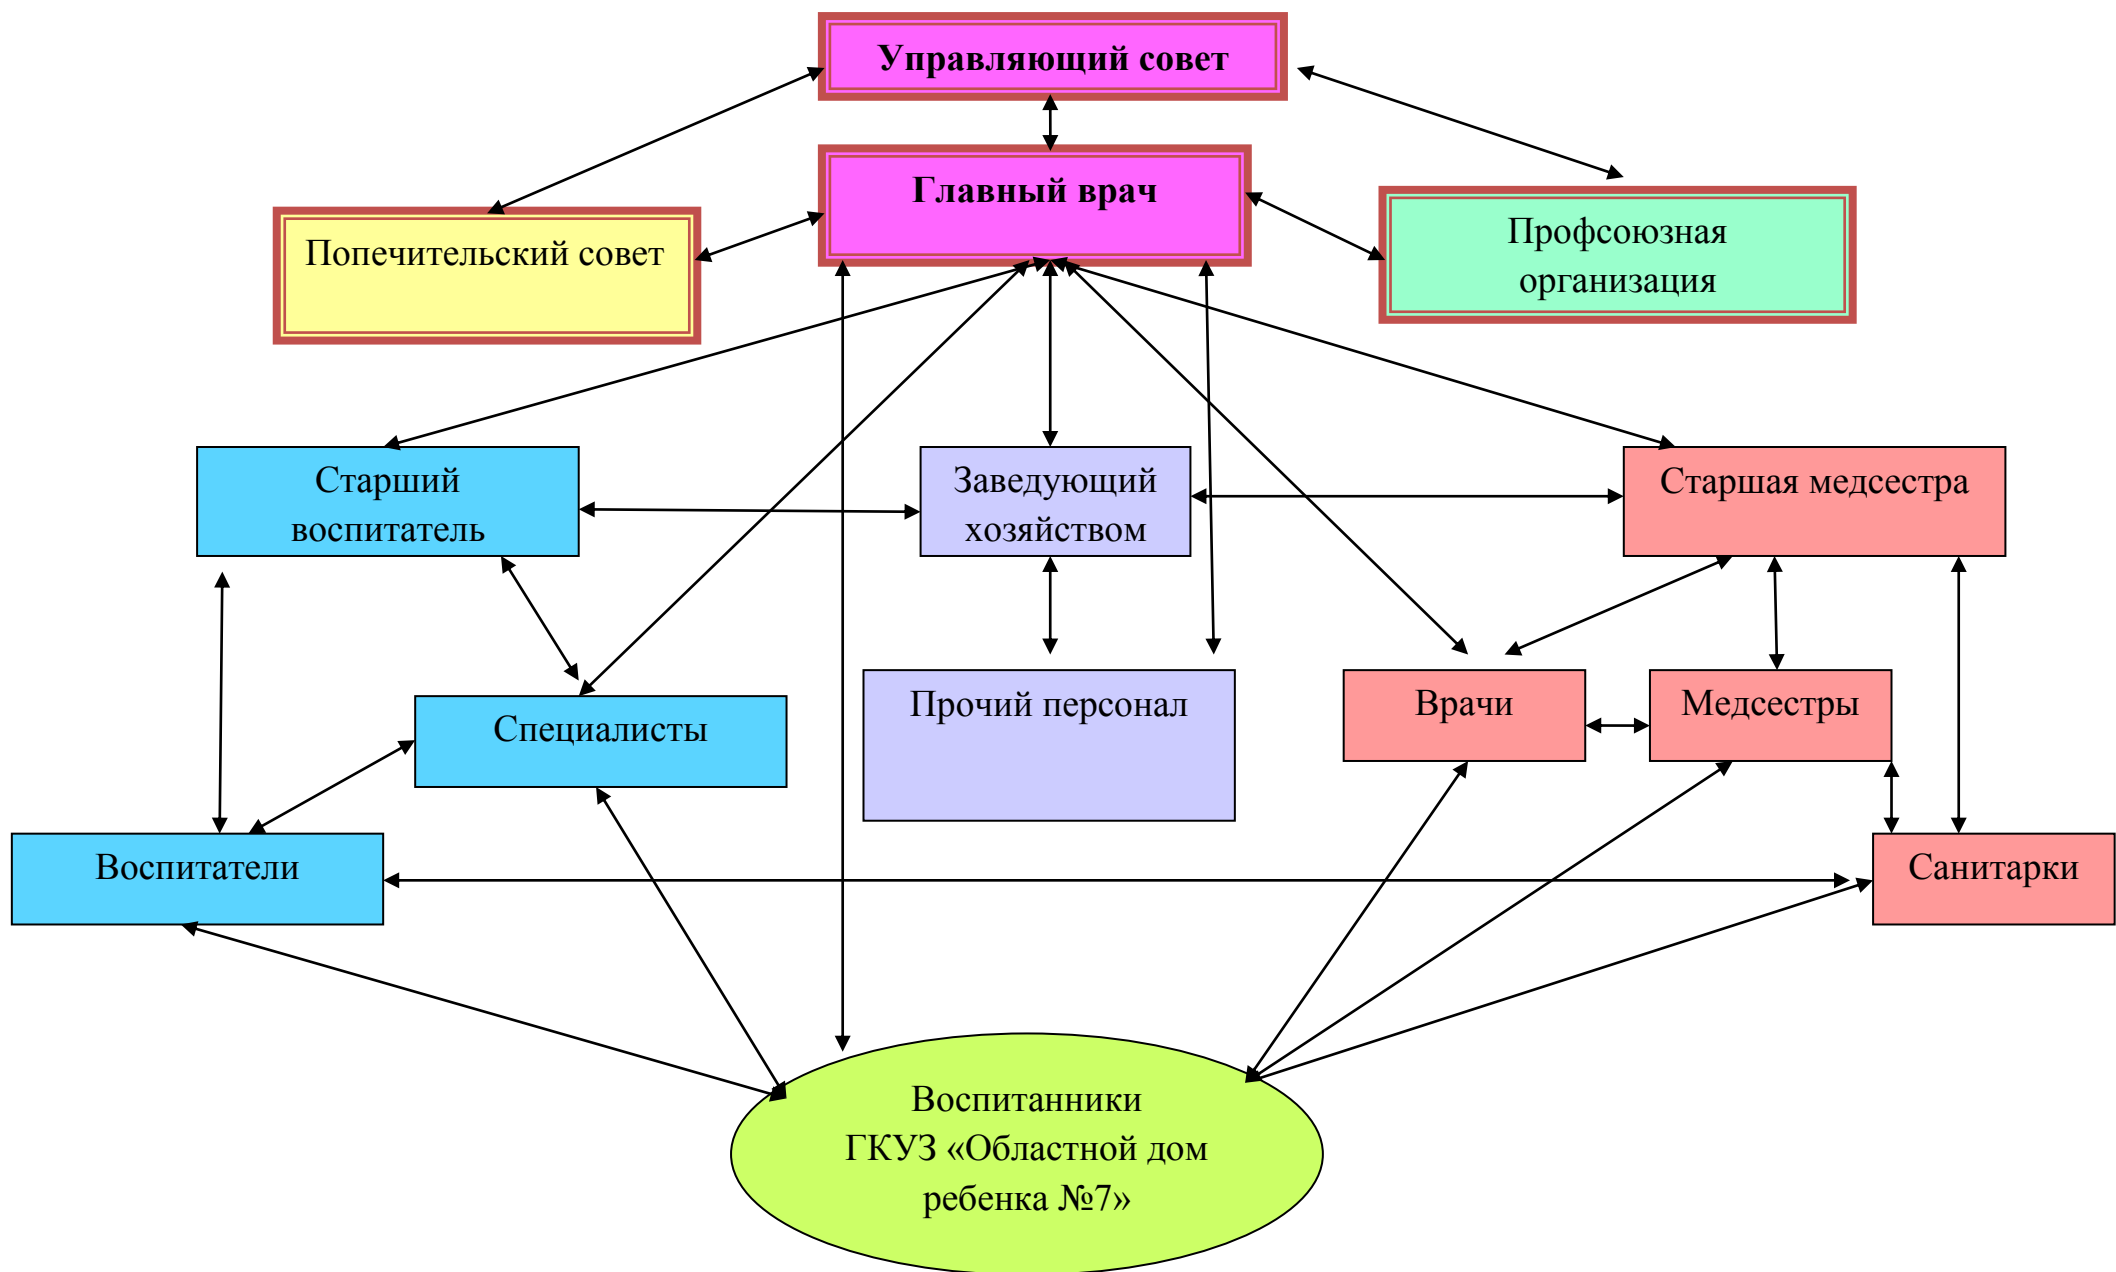 Управляющий совет
Главный врач
Попечительский совет
Профсоюзная
организация
Старший
воспитатель
Заведующий
хозяйством
Старшая медсестра
Специалисты
Прочий персонал
Врачи
Медсестры
Воспитатели
Санитарки
Воспитанники
ГКУЗ «Областной дом
ребенка №7»